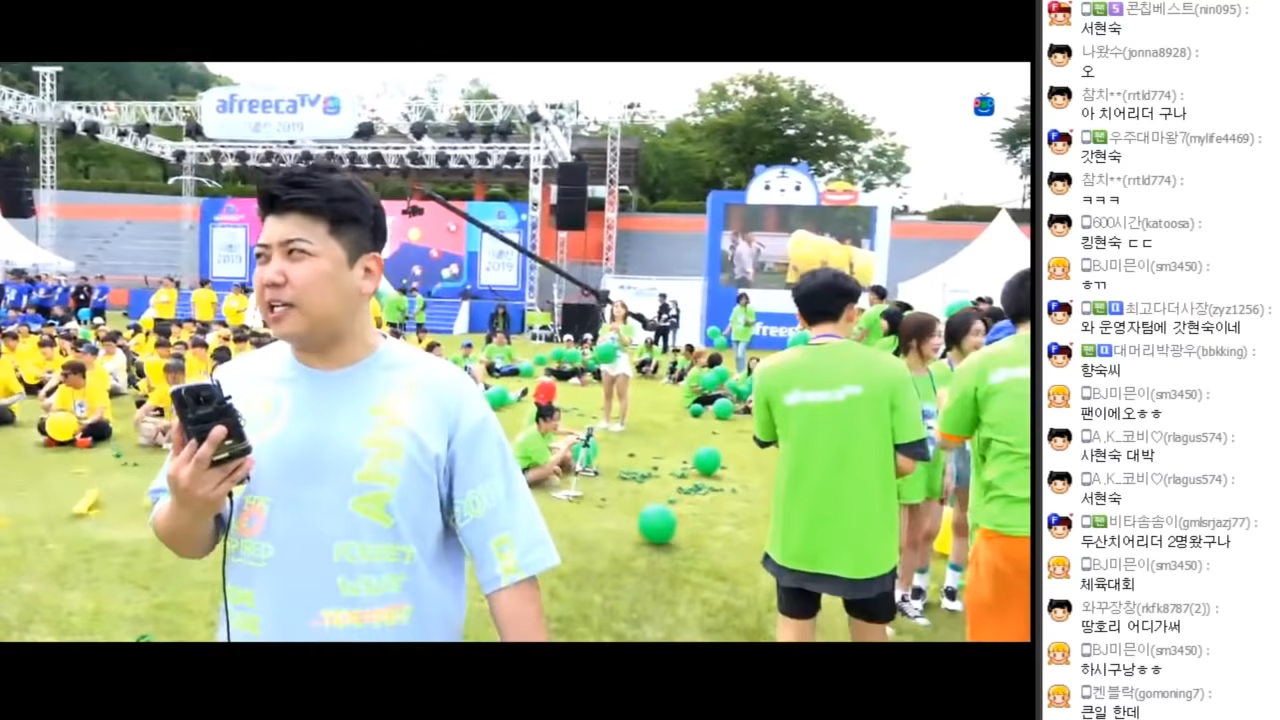 afreecaTV
2019
2019
2019
afreeca
콘칩베스트(nin095) :
서현숙
나왔수(jonna8928) :
오
참치**(rrtld774) :
아 치어리더 구나
우주대마왕7(mylife4469) :
갓현숙
참치**(rrtld774) :
ㅋㅋㅋ
600시간(katoosa) :
킹현숙 ㄷㄷ
BJ미믄이(sm3450) :
ㅎㄲ
최고다더사장(zyz1256) :
와 운영자팀에 갓현숙이네
대머리박광우(bbkking) :
향숙씨
BJ미믄이(sm3450) :
팬이에오ㅎㅎ
A,K_코비♡(rlagus574) :
사현숙 대박
A,K_코비♡(rlagus574) :
서현숙
비타솜솜이(gmlsrjazj77) :
두산치어리더 2명왔구나
BJ미믄이(sm3450) :
체육대회
와꾸장창(rkfk8787(2)) :
땅호리 어디가써
BJ미믄이(sm3450) :
하시구낭ㅎㅎ
켄블락(gomoning7) :
큰일 한데